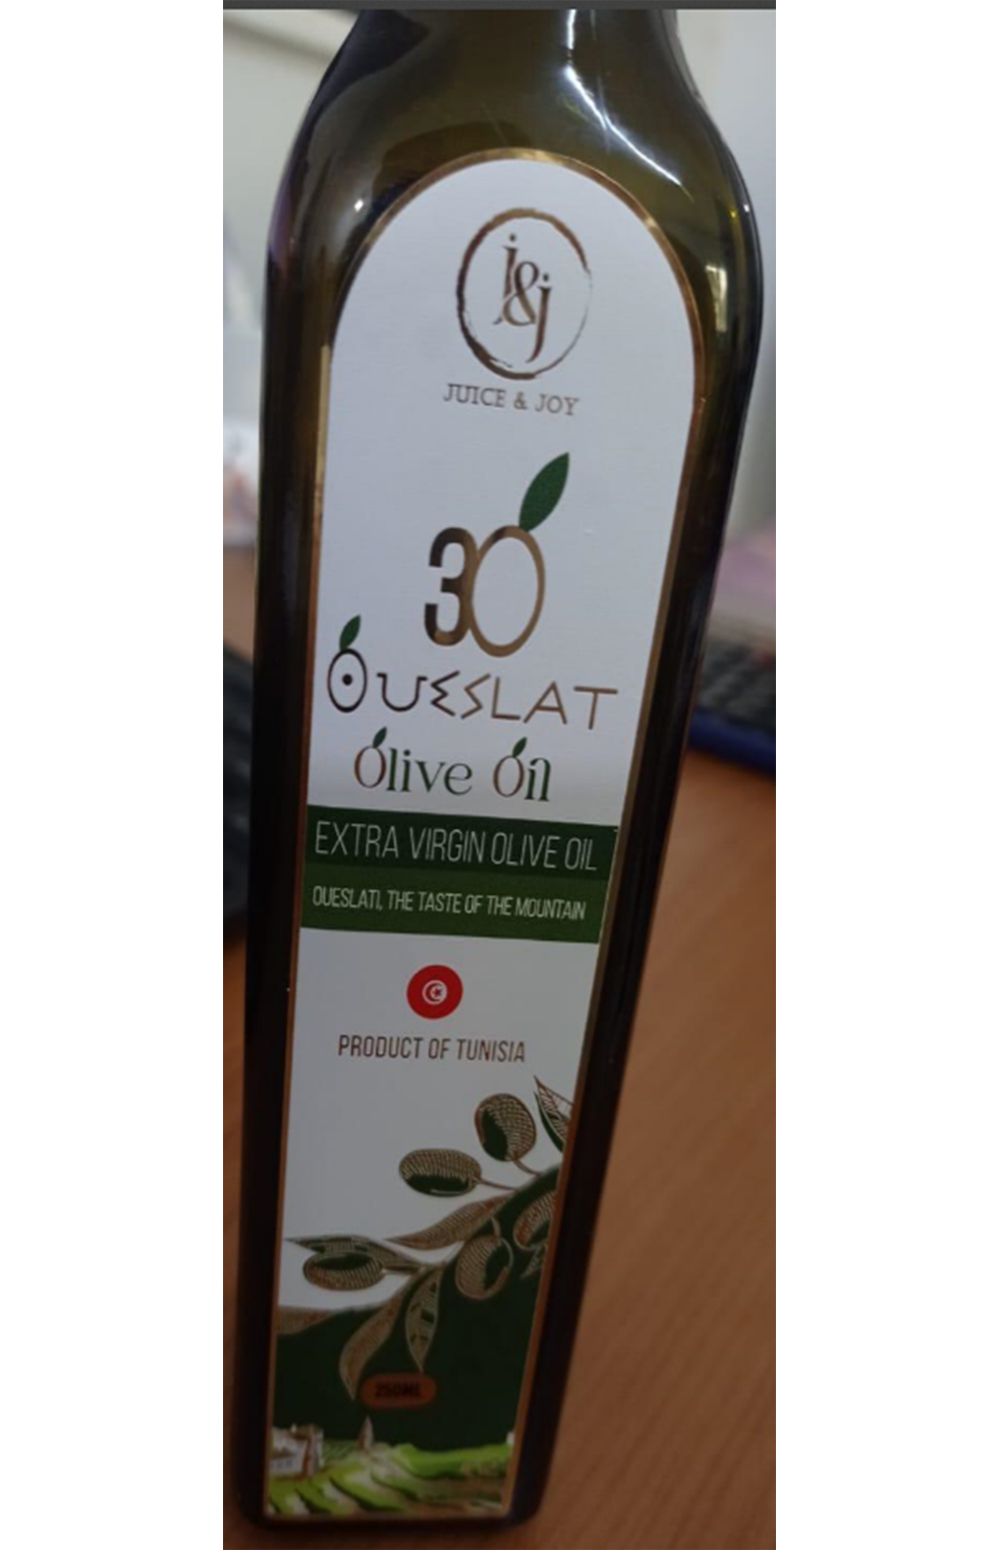 j&j
JUICE & JOY
30
OUESLAT
Olive Oil
EXTRA VIRGIN OLIVE OIL
OUESLATI, THE TASTE OF THE MOUNTAIN
PRODUCT OF TUNISIA
250ML